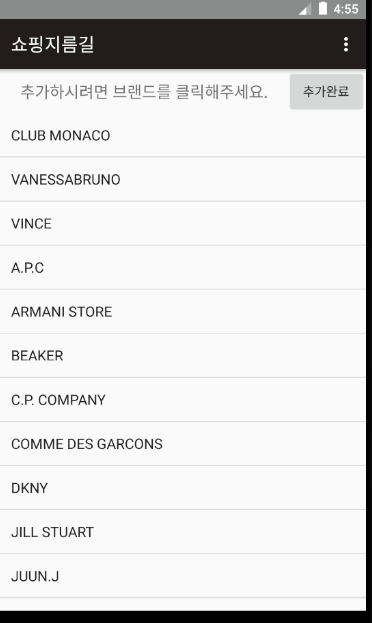 4:55
쇼핑지름길
추가하시려면 브랜드를 클릭해주세요.
추가완료
CLUB MONACO
VANESSABRUNO
VINCE
A.P.C
ARMANI STORE
BEAKER
C.P. COMPANY
COMME DES GARCONS
DKNY
JILL STUART
JUUN.J